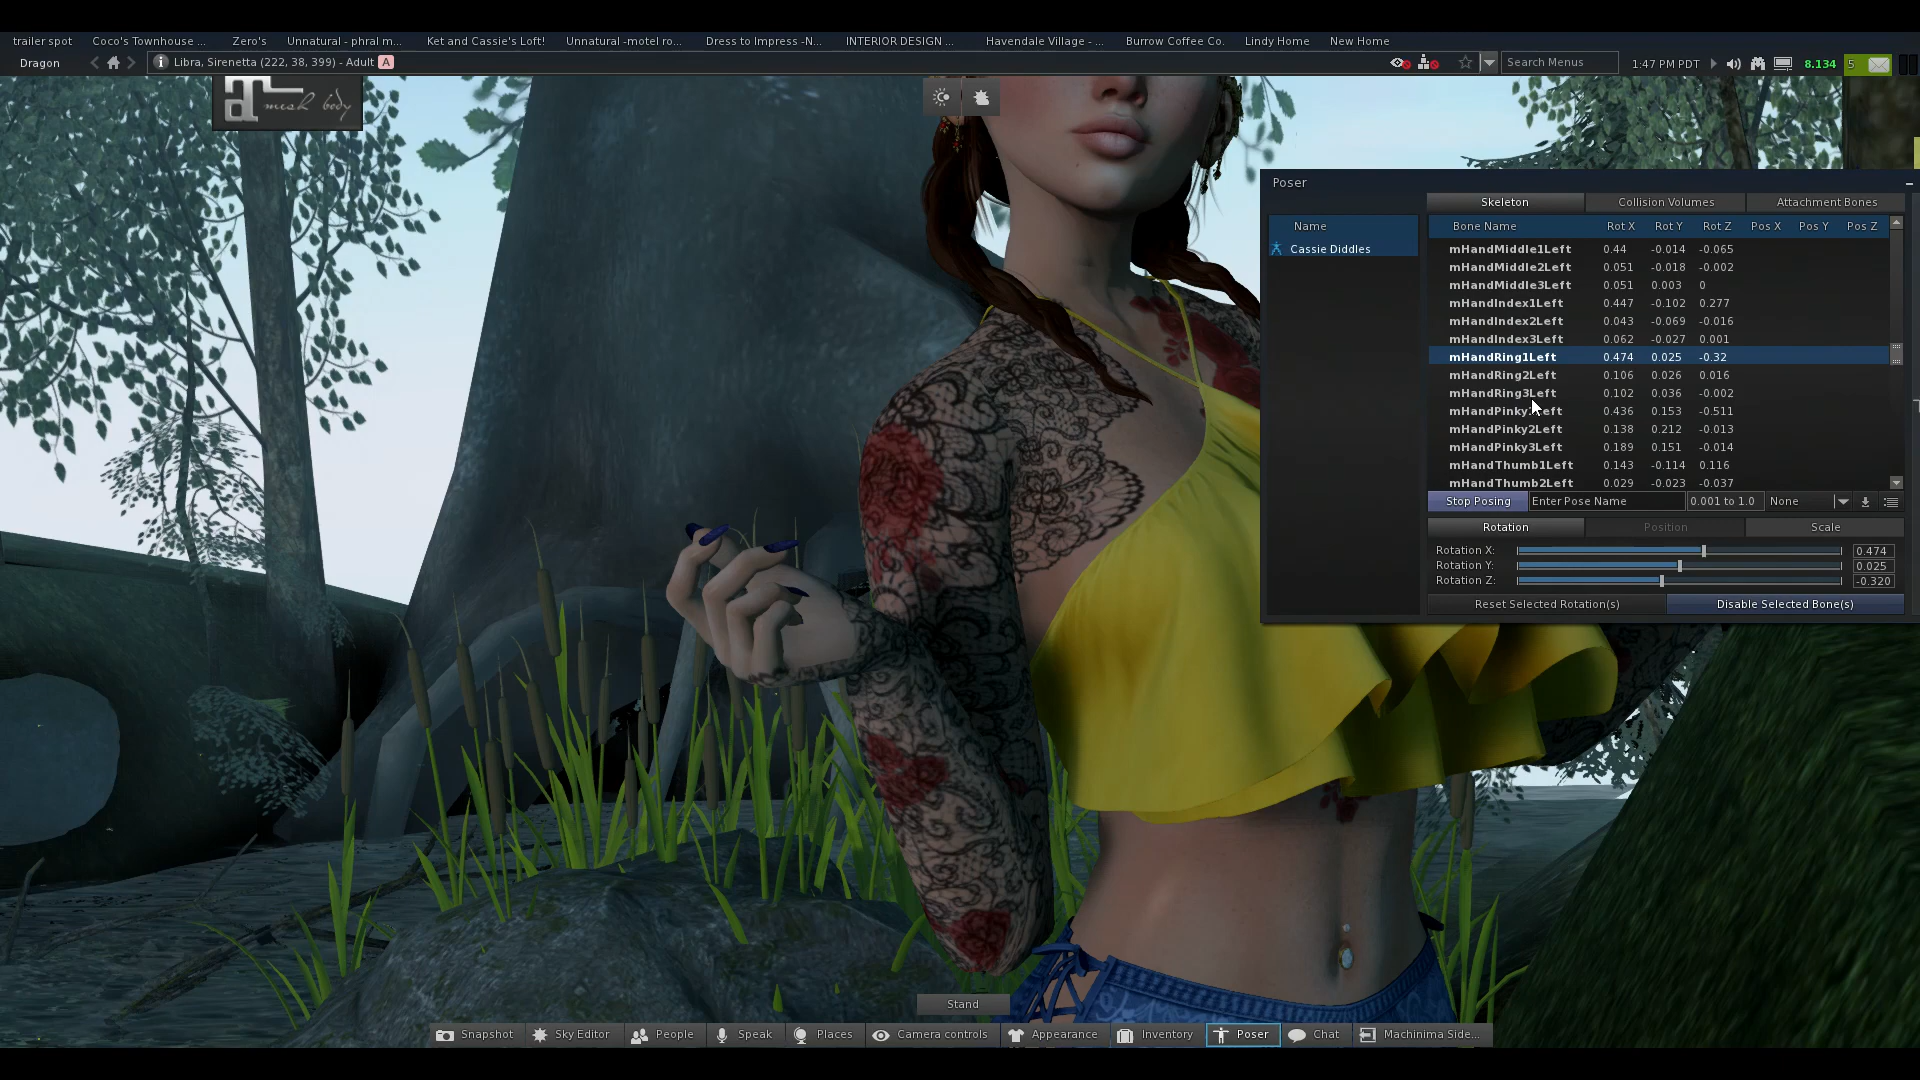 trailer spot Coco's Townhouse ... Zero's Unnatural - phral m... Ket and Cassie's Loft! Unnatural -motel ro... Dress to Impress -N... INTERIOR DESIGN ... Havendale Village - ... Burrow Coffee Co. Lindy Home New Home
Dragon Libra, Sirenetta (222, 38, 399) - Adult A Search Menus 1:47 PM PDT 8.134 5
mesh body
Poser
Skeleton Collision Volumes Attachment Bones
Name Bone Name Rot X Rot Y Rot Z Pos X Pos Y Pos Z
Cassie Diddles
mHandMiddle1Left 0.44 -0.014 -0.065
mHandMiddle2Left 0.051 -0.018 -0.002
mHandMiddle3Left 0.051 0.003 0
mHandIndex1Left 0.447 -0.102 0.277
mHandIndex2Left 0.043 -0.069 -0.016
mHandIndex3Left 0.062 -0.027 0.001
mHandRing1Left 0.474 0.025 -0.32
mHandRing2Left 0.106 0.026 0.016
mHandRing3Left 0.102 0.036 -0.002
mHandPinky1Left 0.436 0.153 -0.511
mHandPinky2Left 0.138 0.212 -0.013
mHandPinky3Left 0.189 0.151 -0.014
mHandThumb1Left 0.143 -0.114 0.116
mHandThumb2Left 0.029 -0.023 -0.037
Stop Posing Enter Pose Name 0.001 to 1.0 None
Rotation Position Scale
Rotation X: 0.474
Rotation Y: 0.025
Rotation Z: -0.320
Reset Selected Rotation(s) Disable Selected Bone(s)
Stand
Snapshot Sky Editor People Speak Places Camera controls Appearance Inventory Poser Chat Machinima Side...